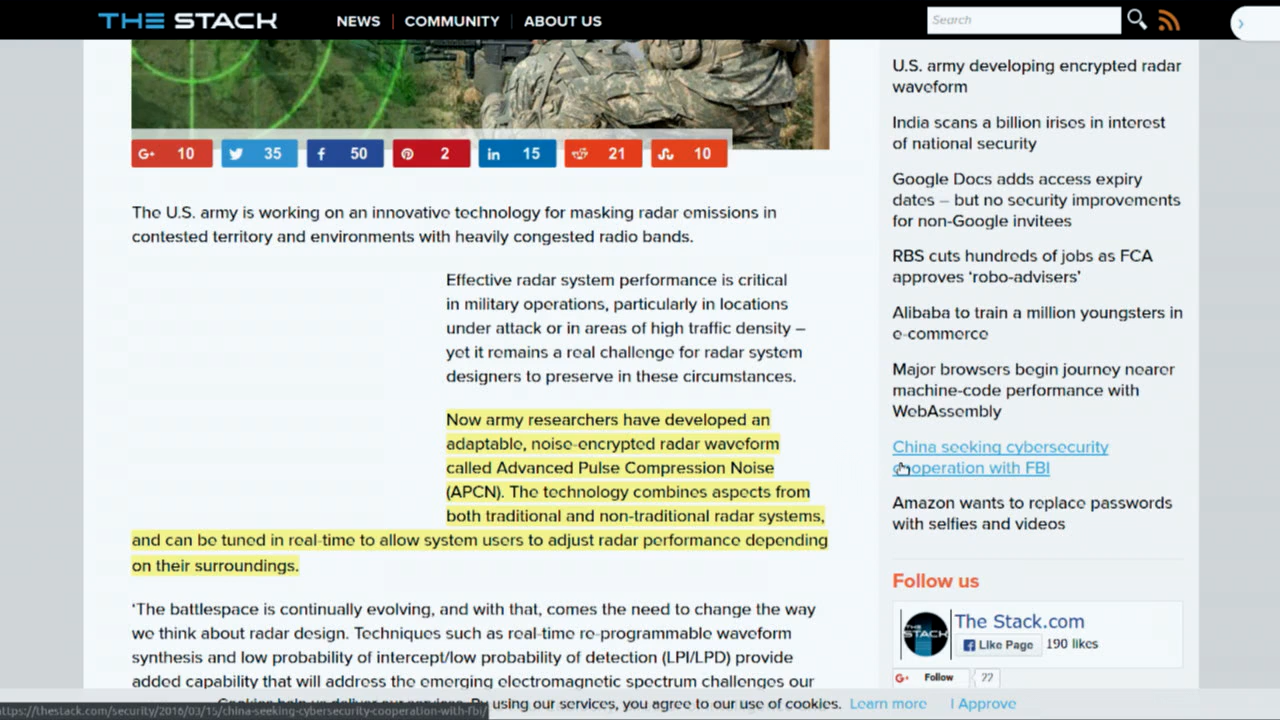 THE STACK
NEWS
COMMUNITY
ABOUT US
Search
10
35
50
2
15
21
10
The U.S. army is working on an innovative technology for masking radar emissions in
contested territory and environments with heavily congested radio bands.
Effective radar system performance is critical
in military operations, particularly in locations
under attack or in areas of high traffic density –
yet it remains a real challenge for radar system
designers to preserve in these circumstances.
Now army researchers have developed an
adaptable, noise-encrypted radar waveform
called Advanced Pulse Compression Noise
(APCN). The technology combines aspects from
both traditional and non-traditional radar systems,
and can be tuned in real-time to allow system users to adjust radar performance depending
on their surroundings.
‘The battlespace is continually evolving, and with that, comes the need to change the way
we think about radar design. Techniques such as real-time re-programmable waveform
synthesis and low probability of intercept/low probability of detection (LPI/LPD) provide
added capability that will address the emerging electromagnetic spectrum challenges our
U.S. army developing encrypted radar
waveform
India scans a billion irises in interest
of national security
Google Docs adds access expiry
dates – but no security improvements
for non-Google invitees
RBS cuts hundreds of jobs as FCA
approves ‘robo-advisers’
Alibaba to train a million youngsters in
e-commerce
Major browsers begin journey nearer
machine-code performance with
WebAssembly
China seeking cybersecurity
cooperation with FBI
Amazon wants to replace passwords
with selfies and videos
Follow us
THE STACK
The Stack.com
Like Page
190 likes
G+ Follow
77
Cookies help us deliver our services. By using our services, you agree to our use of cookies.
Learn more
I Approve
https://thestack.com/security/2016/03/15/china-seeking-cybersecurity-cooperation-with-fbi/